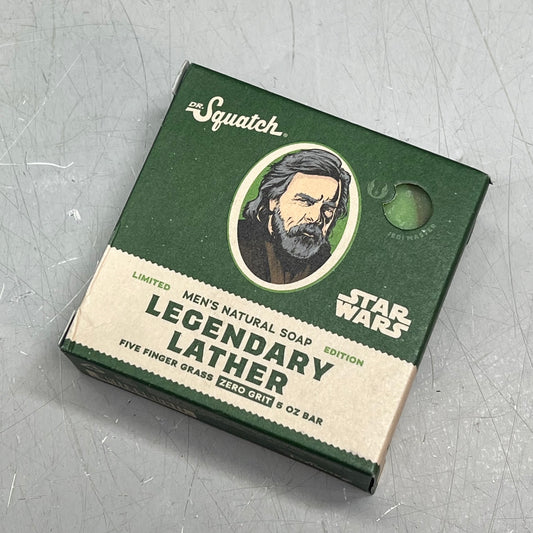 DR. Squatch®
JEDI MASTER
STAR
WARS
LIMITED
MEN'S NATURAL SOAP
EDITION
LEGENDARY
LATHER
FIVE FINGER GRASS ZERO GRIT 5 OZ BAR